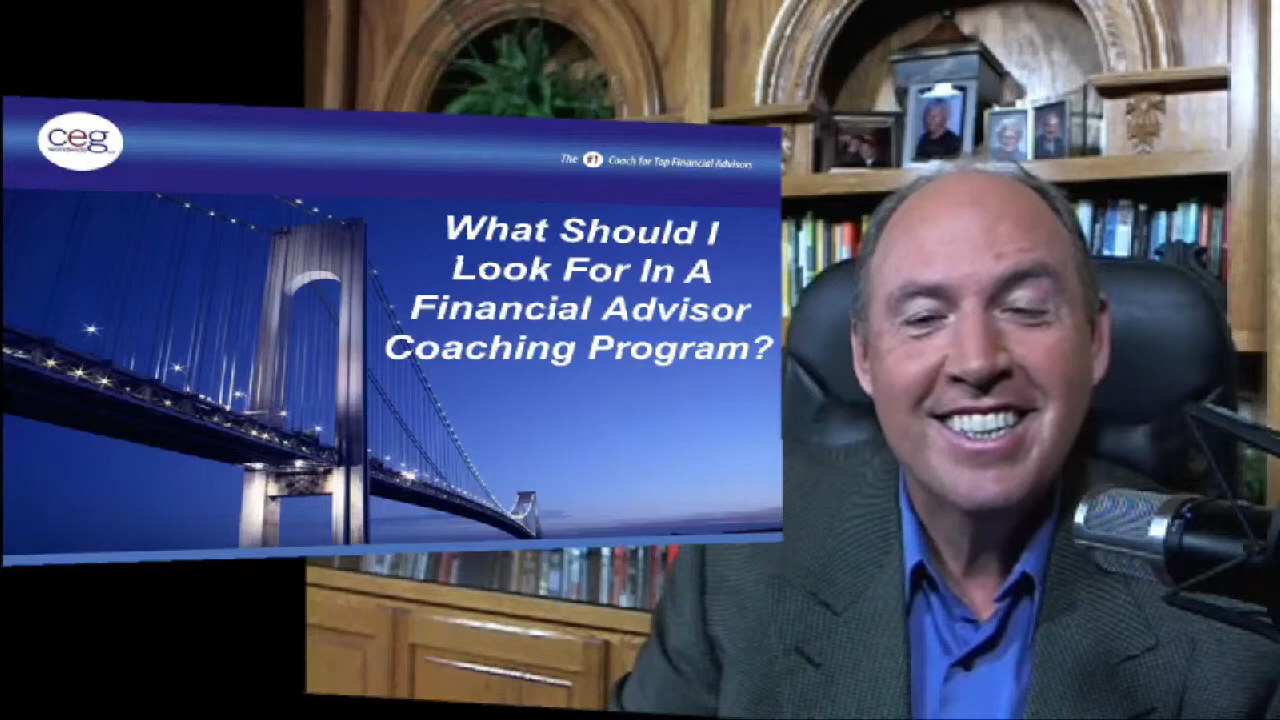 ceg
The #1 Coach for Top Financial Advisors
What Should I
Look For In A
Financial Advisor
Coaching Program?